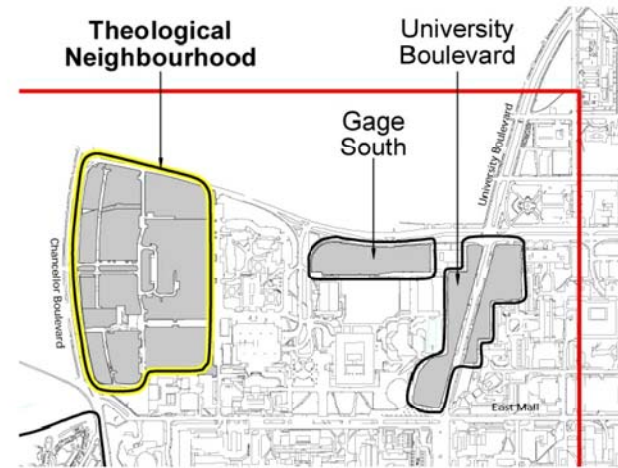 Theological
Neighbourhood
University
Boulevard
Gage
South
University Boulevard
Chancellor Boulevard
East Mall